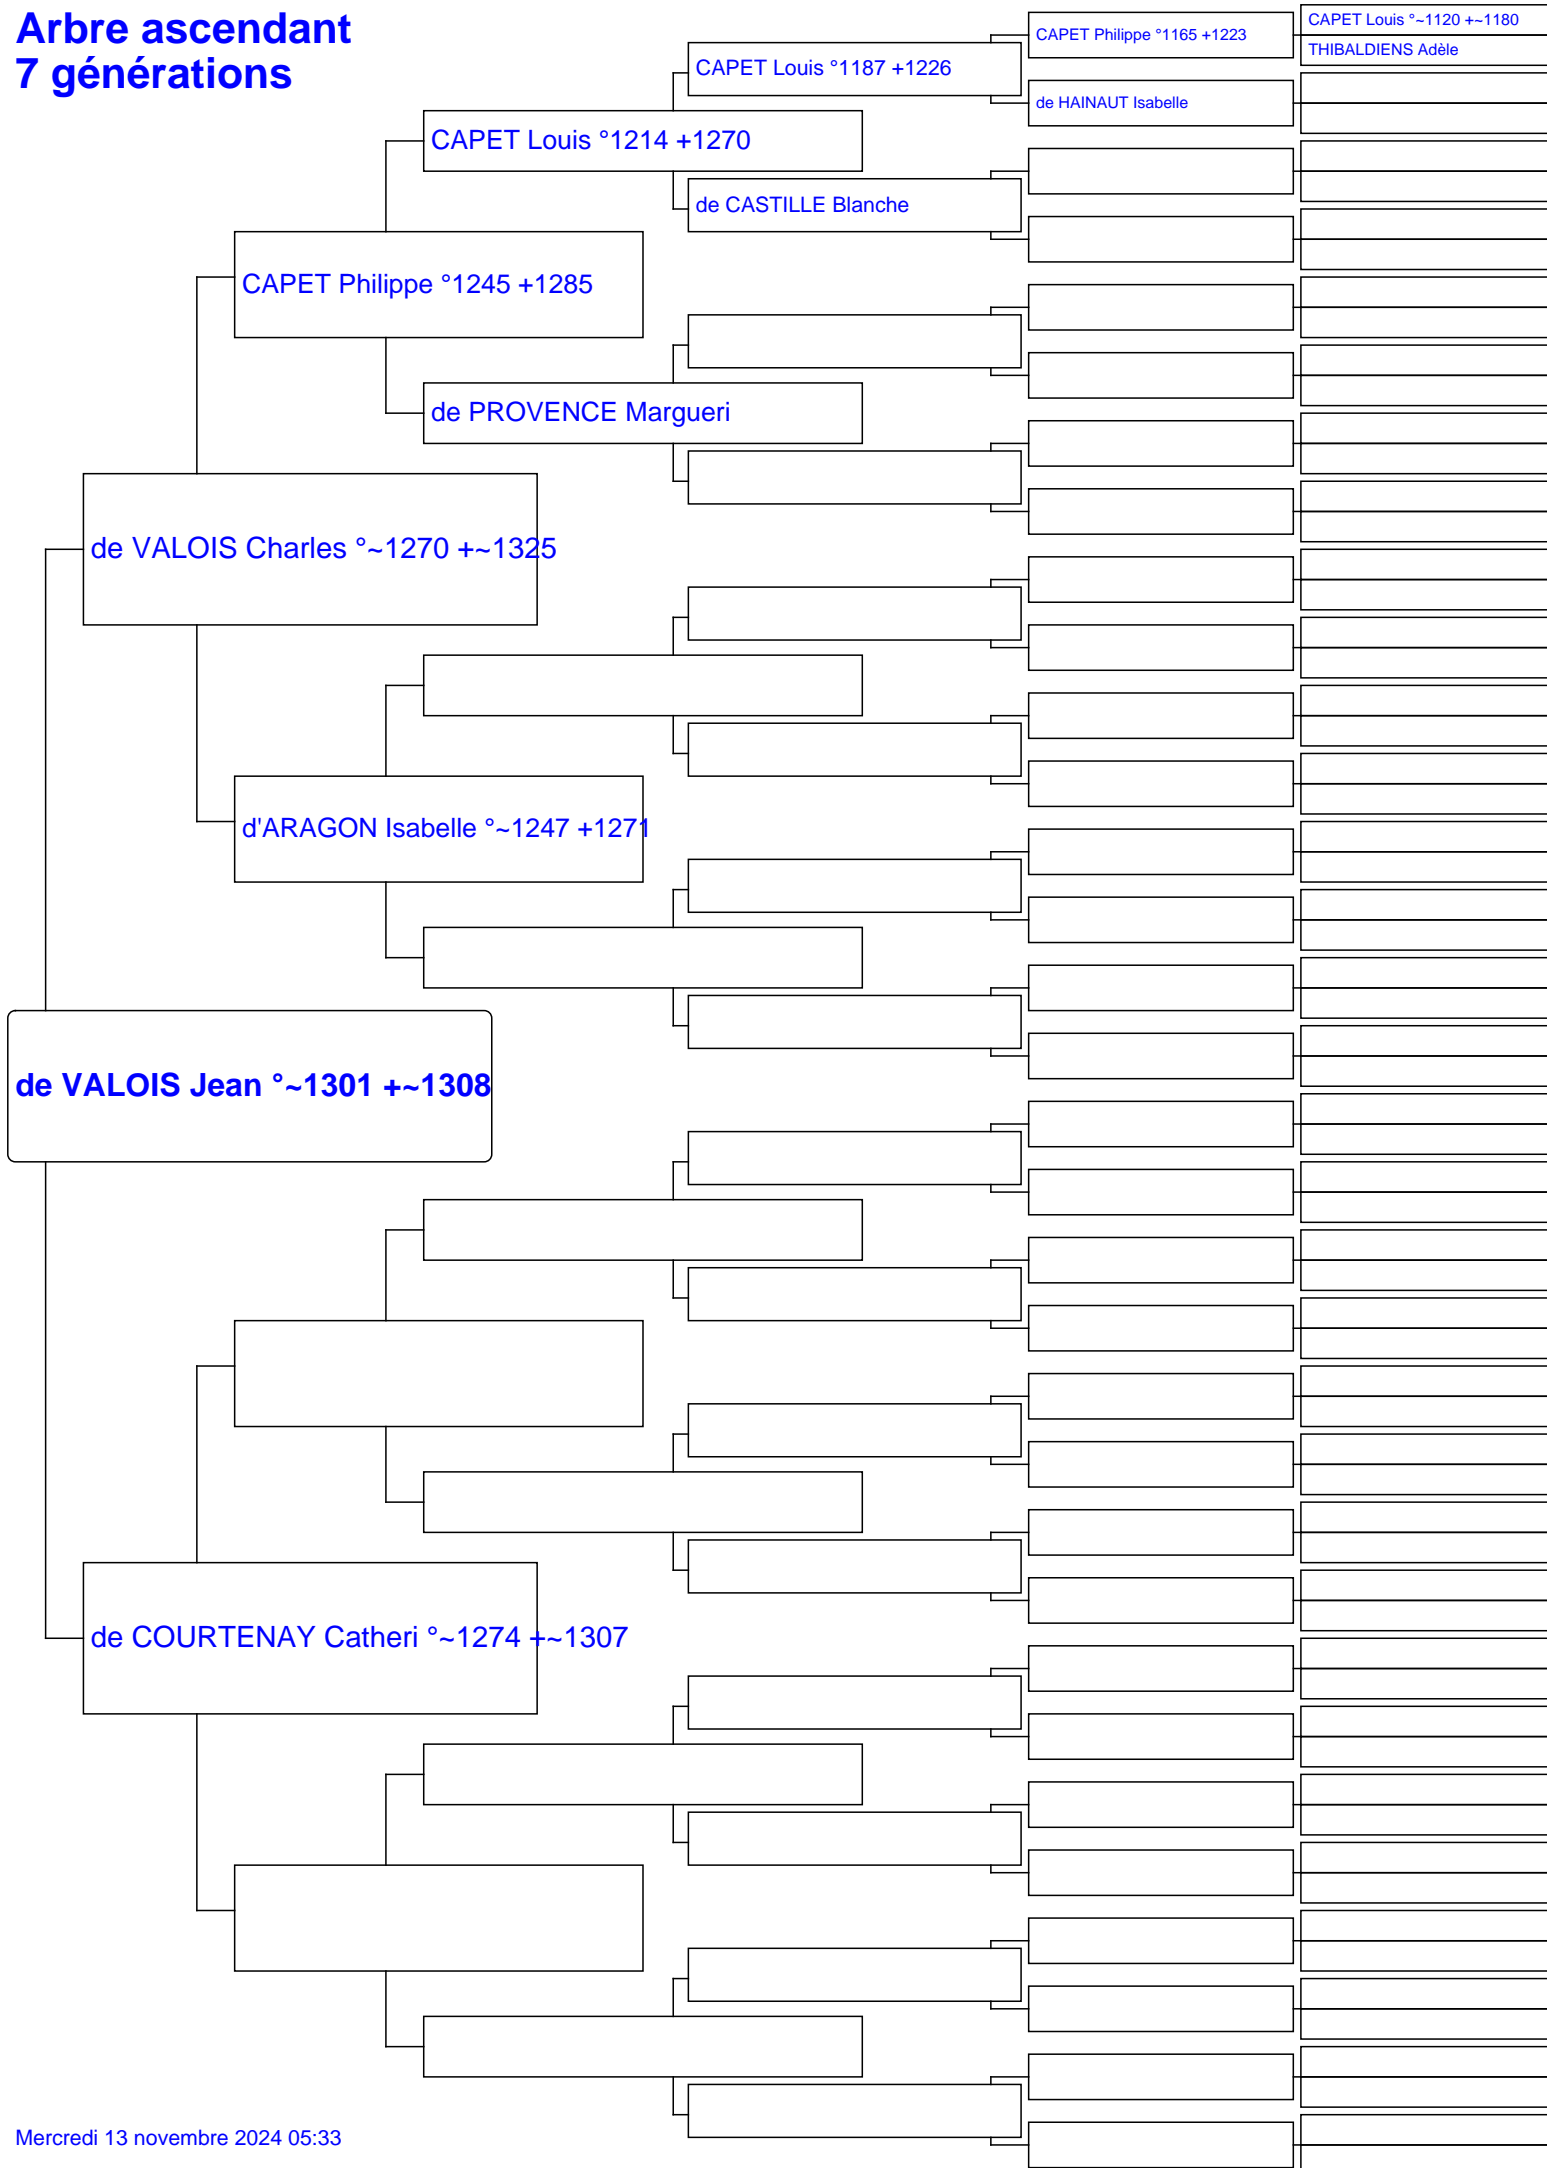 Arbre ascendant
7 générations
CAPET Louis °~1120 +~1180
CAPET Philippe °1165 +1223
THIBALDIENS Adèle
CAPET Louis °1187 +1226
de HAINAUT Isabelle
CAPET Louis °1214 +1270
de CASTILLE Blanche
CAPET Philippe °1245 +1285
de PROVENCE Margueri
de VALOIS Charles °~1270 +~1325
d'ARAGON Isabelle °~1247 +1271
de VALOIS Jean °~1301 +~1308
de COURTENAY Catheri °~1274 +~1307
Mercredi 13 novembre 2024 05:33